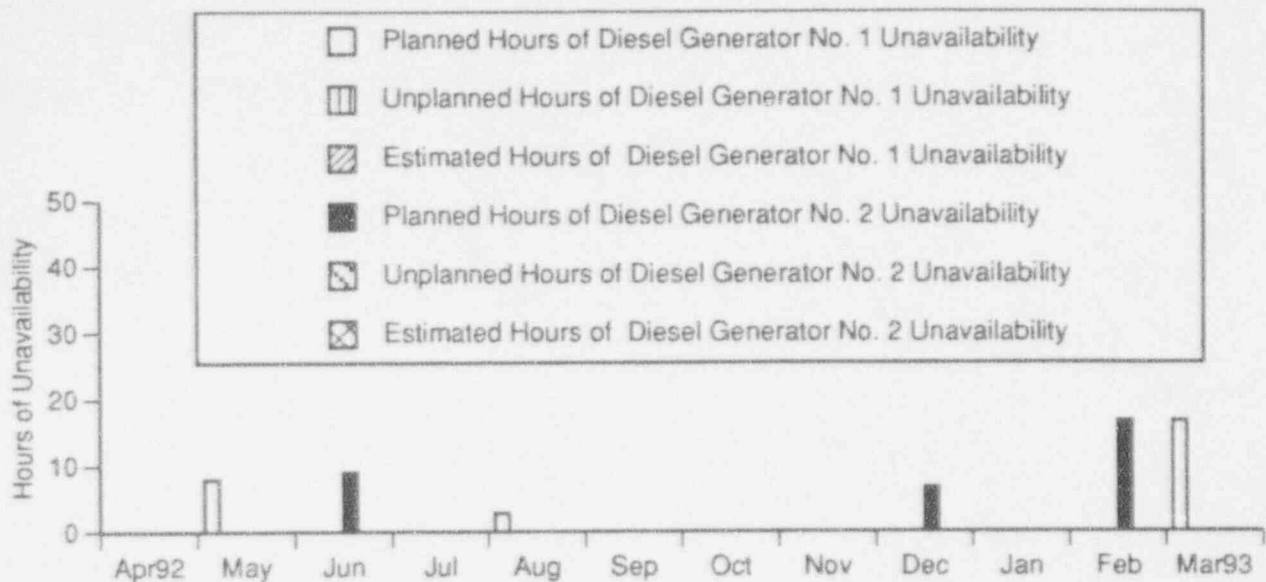 Planned Hours of Diesel Generator No. 1 Unavailability
Unplanned Hours of Diesel Generator No. 1 Unavailability
Estimated Hours of Diesel Generator No. 1 Unavailability
Planned Hours of Diesel Generator No. 2 Unavailability
Unplanned Hours of Diesel Generator No. 2 Unavailability
Estimated Hours of Diesel Generator No. 2 Unavailability
Hours of Unavailability
50
40
30
20
10
0
Apr92 May Jun Jul Aug Sep Oct Nov Dec Jan Feb Mar93